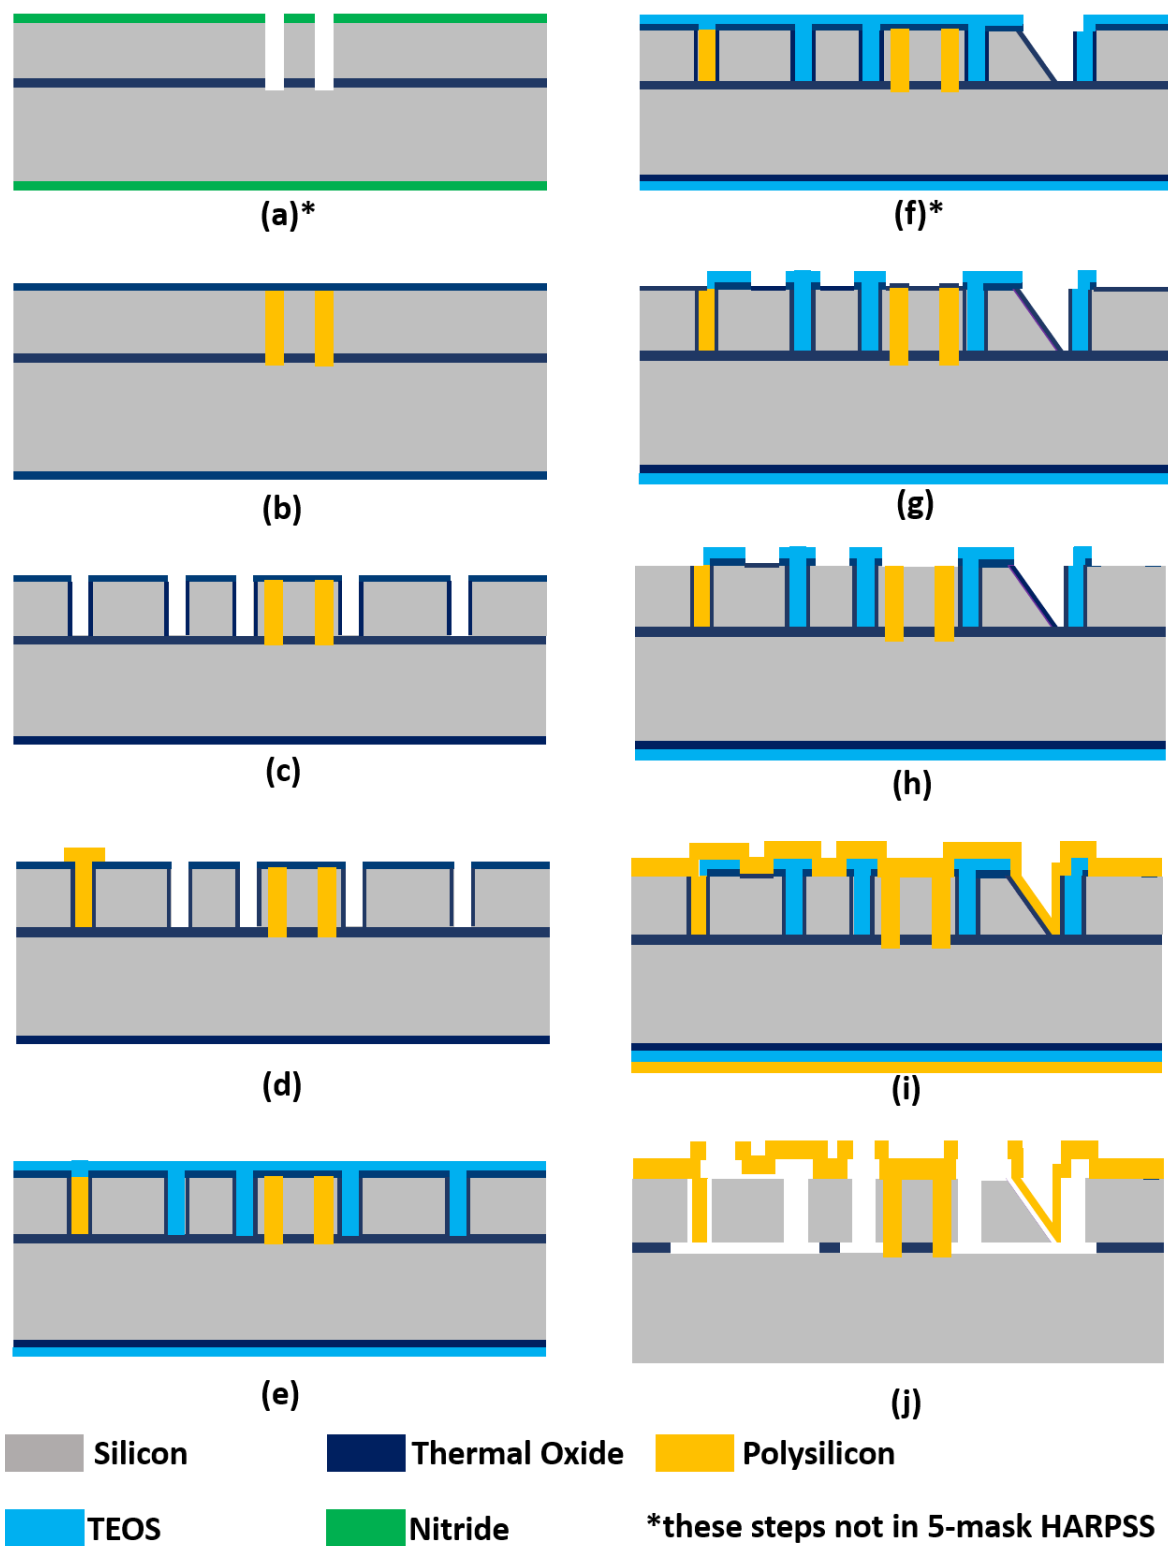 (a)*
(b)
(c)
(d)
(e)
(f)*
(g)
(h)
(i)
(j)
Silicon
Thermal Oxide
Polysilicon
TEOS
Nitride
*these steps not in 5-mask HARPSS